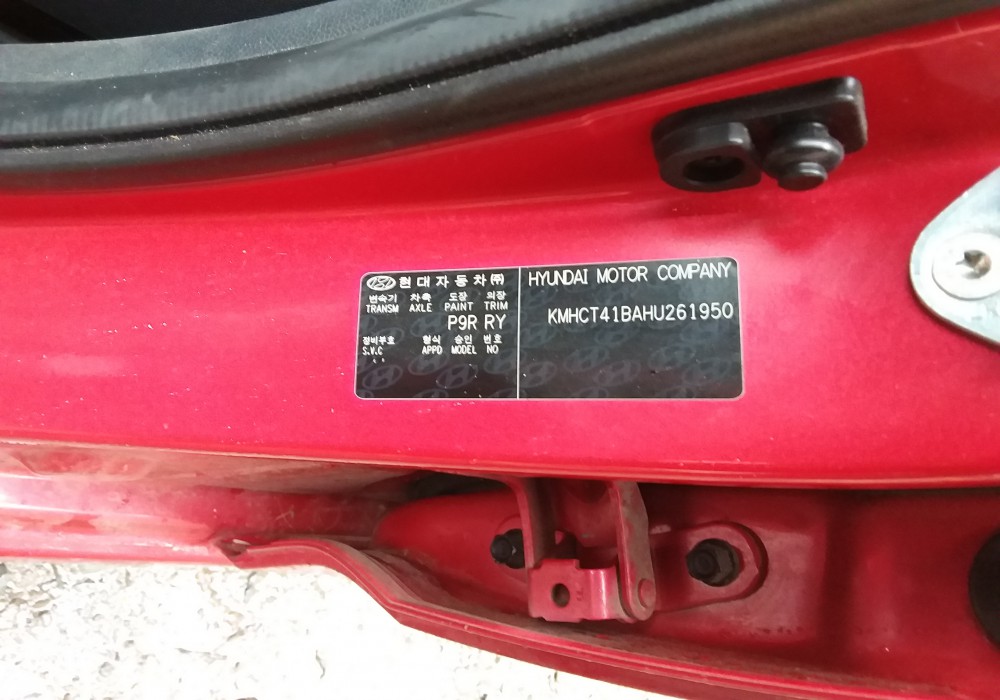 현대자동차㈜
변속기 차축 도장 의장
TRANSM AXLE PAINT TRIM
P9R RY
정비부호 형식 승인 번호
S.V.C APPD MODEL NO
HYUNDAI MOTOR COMPANY
KMHCT41BAHU261950